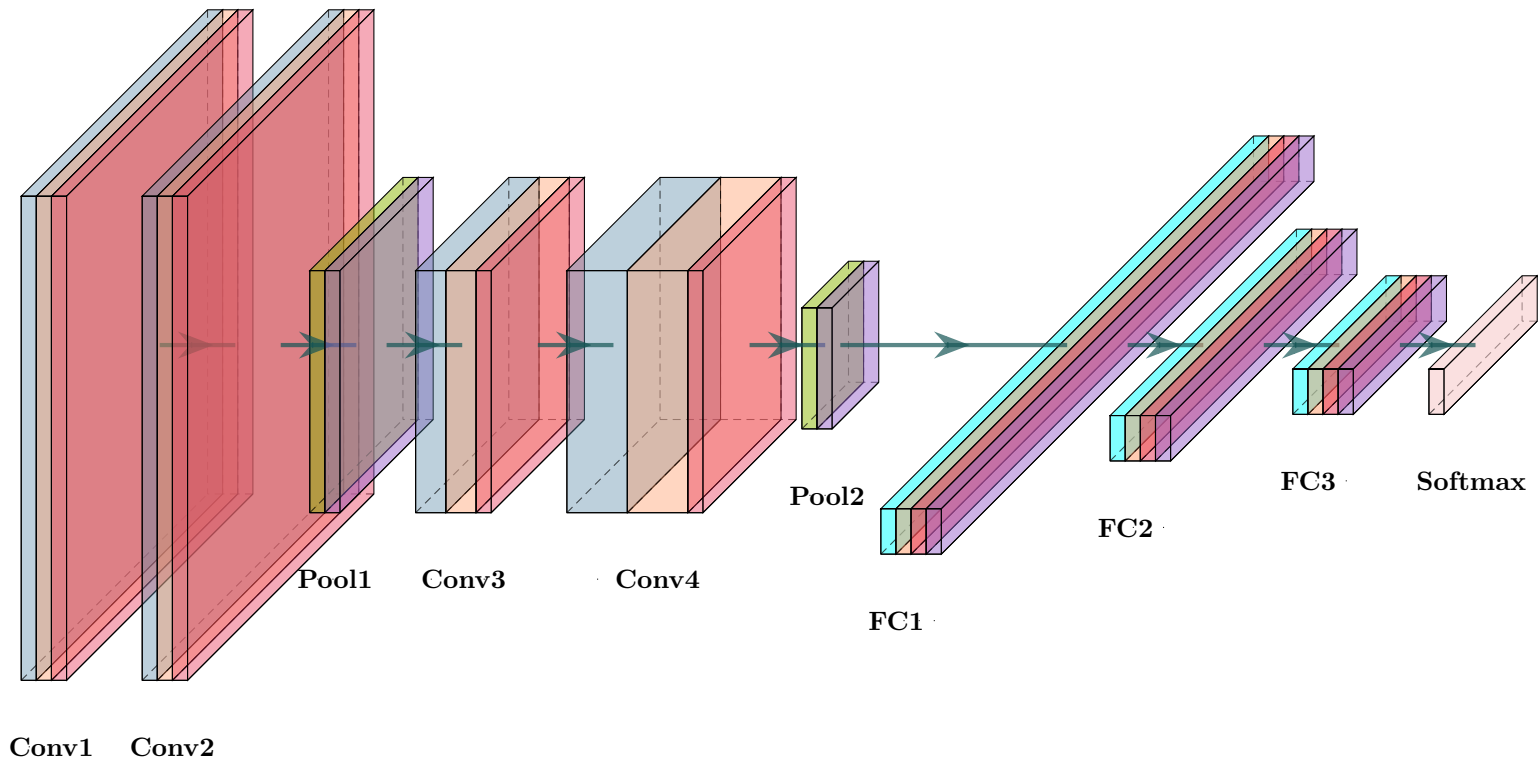 Conv1
Conv2
Pool1
Conv3
Conv4
Pool2
FC1
FC2
FC3
Softmax